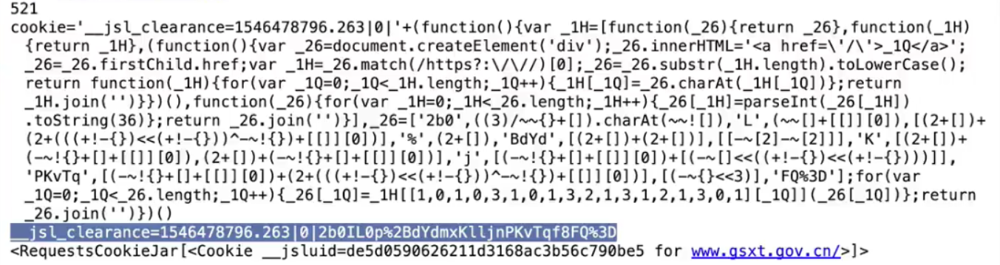 521
cookie='__jsl_clearance=1546478796.263|0|'+(function(){var _1H=[function(_26){return _26},function(_1H)
{return _1H},(function(){var _26=document.createElement('div');_26.innerHTML='<a href=\'/\'>_1Q</a>';
_26=_26.firstChild.href;var _1H=_26.match(/https?:\/\//)[0];_26=_26.substr(_1H.length).toLowerCase();
return function(_1H){for(var _1Q=0;_1Q<_1H.length;_1Q++){_1H[_1Q]=_26.charAt(_1H[_1Q])};return
_1H.join('')}})(),function(_26){for(var _1H=0;_1H<_26.length;_1H++){_26[_1H]=parseInt(_26[_1H])
.toString(36)};return _26.join('')}],_26=['2b0',((3)/~~{}+[]).charAt(~~![]),'L',(~~[]+[[]][0]),[(2+[])+
(2+(((+!-{})<<(+!-{}))^-~!{})+[[]][0])],'%',(2+[]),'BdYd',[(2+[])+(2+[])],[[-~[2]-~[2]]],'K',[(2+[])+
(-~!{}+[]+[[]][0]),(2+[])+(-~!{}+[]+[[]][0])],'j',[(-~!{}+[]+[[]][0])+[(-~[]<<((+!-{})<<(+!-{})))]],
'PKvTq',[(-~!{}+[]+[[]][0])+(2+(((+!-{})<<(+!-{}))^-~!{})+[[]][0])],[(-~{}<<3)],'FQ%3D'];for(var
_1Q=0;_1Q<_26.length;_1Q++){_26[_1Q]=_1H[[1,0,1,0,3,1,0,1,3,2,1,3,1,2,1,3,0,1][_1Q]](_26[_1Q])};return
_26.join('')})()
__jsl_clearance=1546478796.263|0|2b0IL0p%2BdYdmxKlljnPKvTqf8FQ%3D
<RequestsCookieJar[<Cookie __jsluid=de5d0590626211d3168ac3b56c790be5 for www.gsxt.gov.cn/>]>